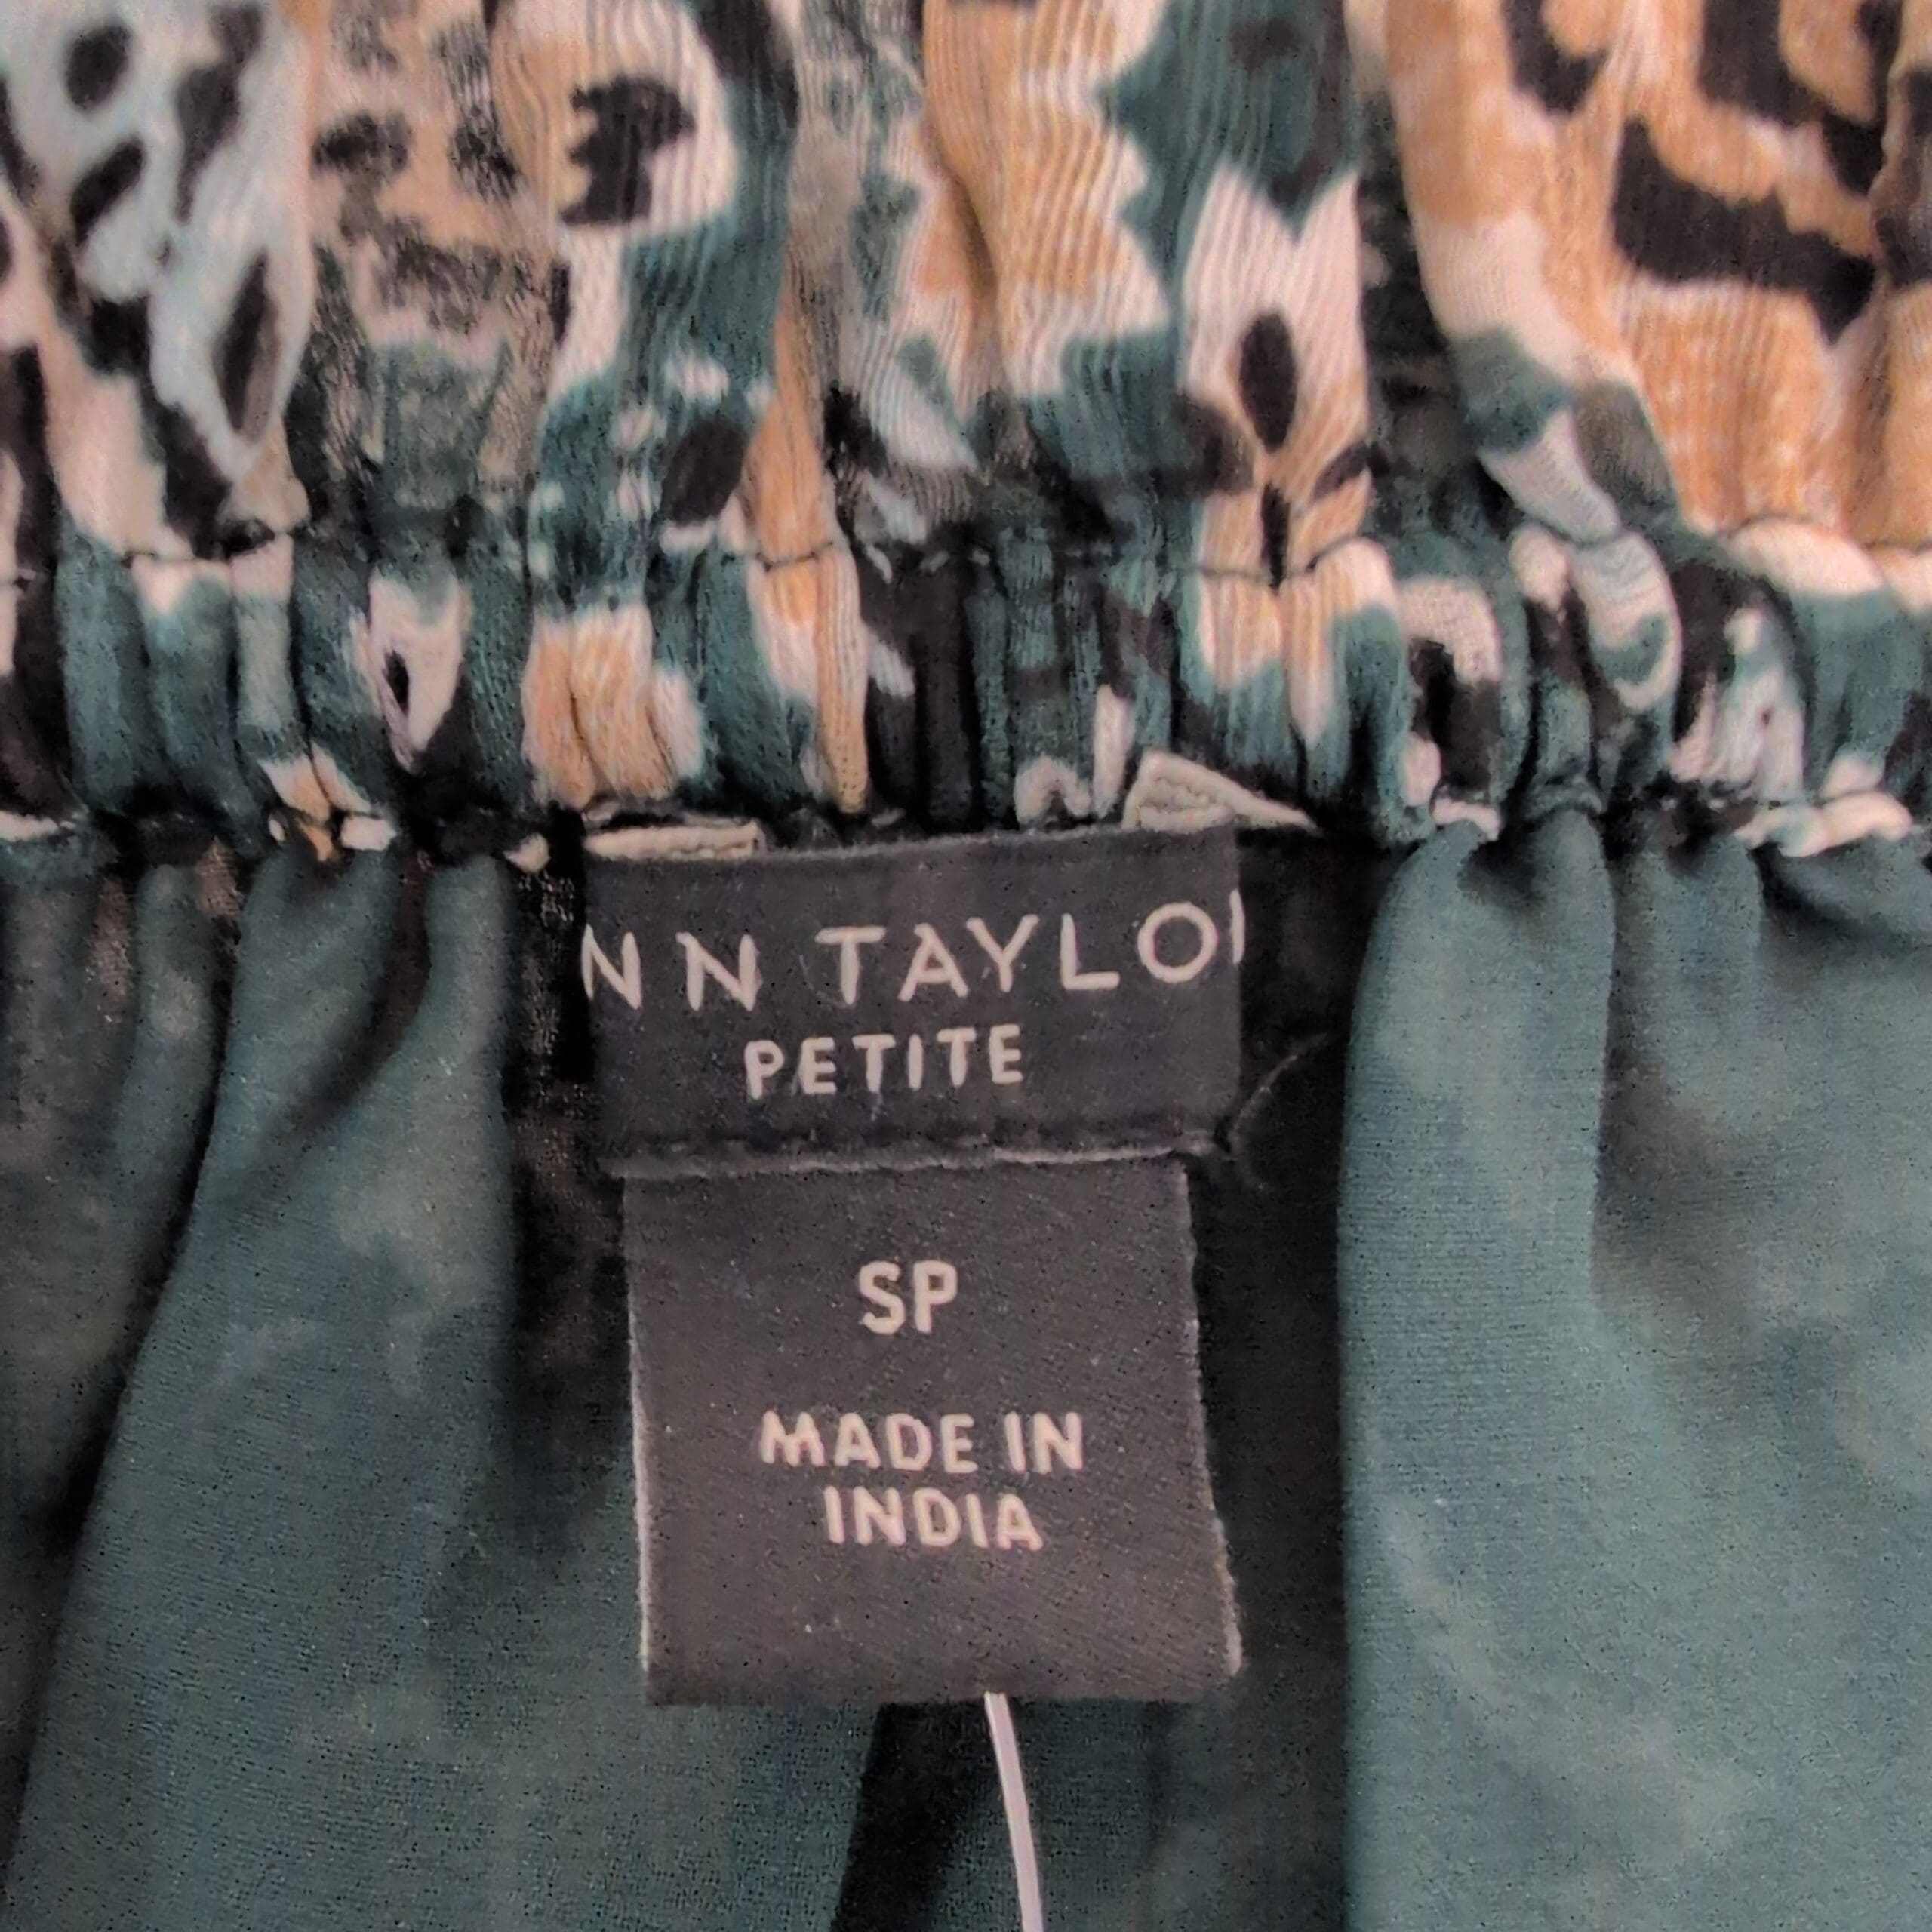 NN TAYLO
PETITE
SP
MADE IN
INDIA